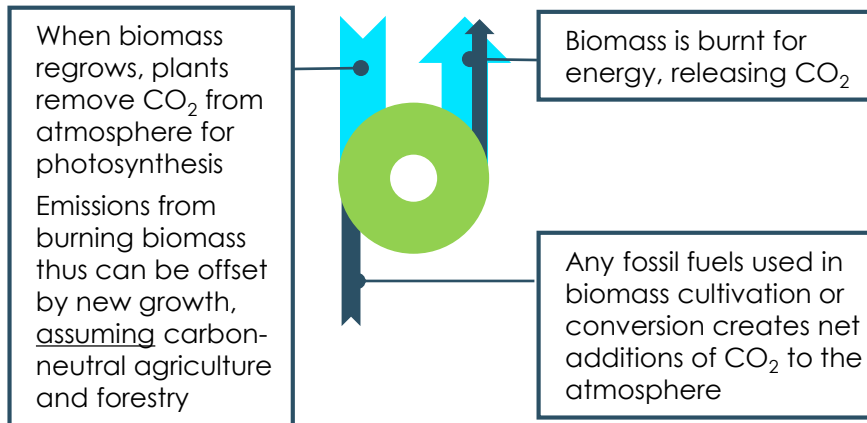 When biomass
regrows, plants
remove CO₂ from
atmosphere for
photosynthesis
Emissions from
burning biomass
thus can be offset
by new growth,
assuming carbon-
neutral agriculture
and forestry
Biomass is burnt for
energy, releasing CO₂
Any fossil fuels used in
biomass cultivation or
conversion creates net
additions of CO₂ to the
atmosphere